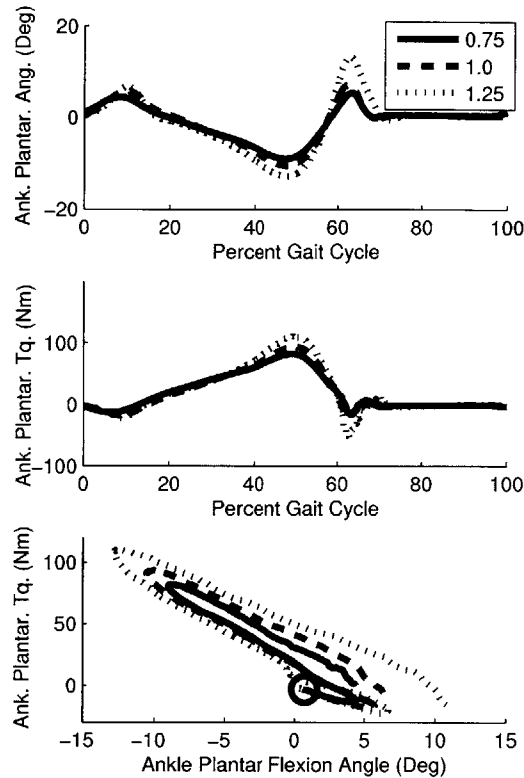 Ank. Plantar. Ang. (Deg)
20
0
−20
0.75
1.0
1.25
0 20 40 60 80 100
Percent Gait Cycle
Ank. Plantar. Tq. (Nm)
100
0
−100
0 20 40 60 80 100
Percent Gait Cycle
Ank. Plantar. Tq. (Nm)
100
50
0
−15 −10 −5 0 5 10 15
Ankle Plantar Flexion Angle (Deg)